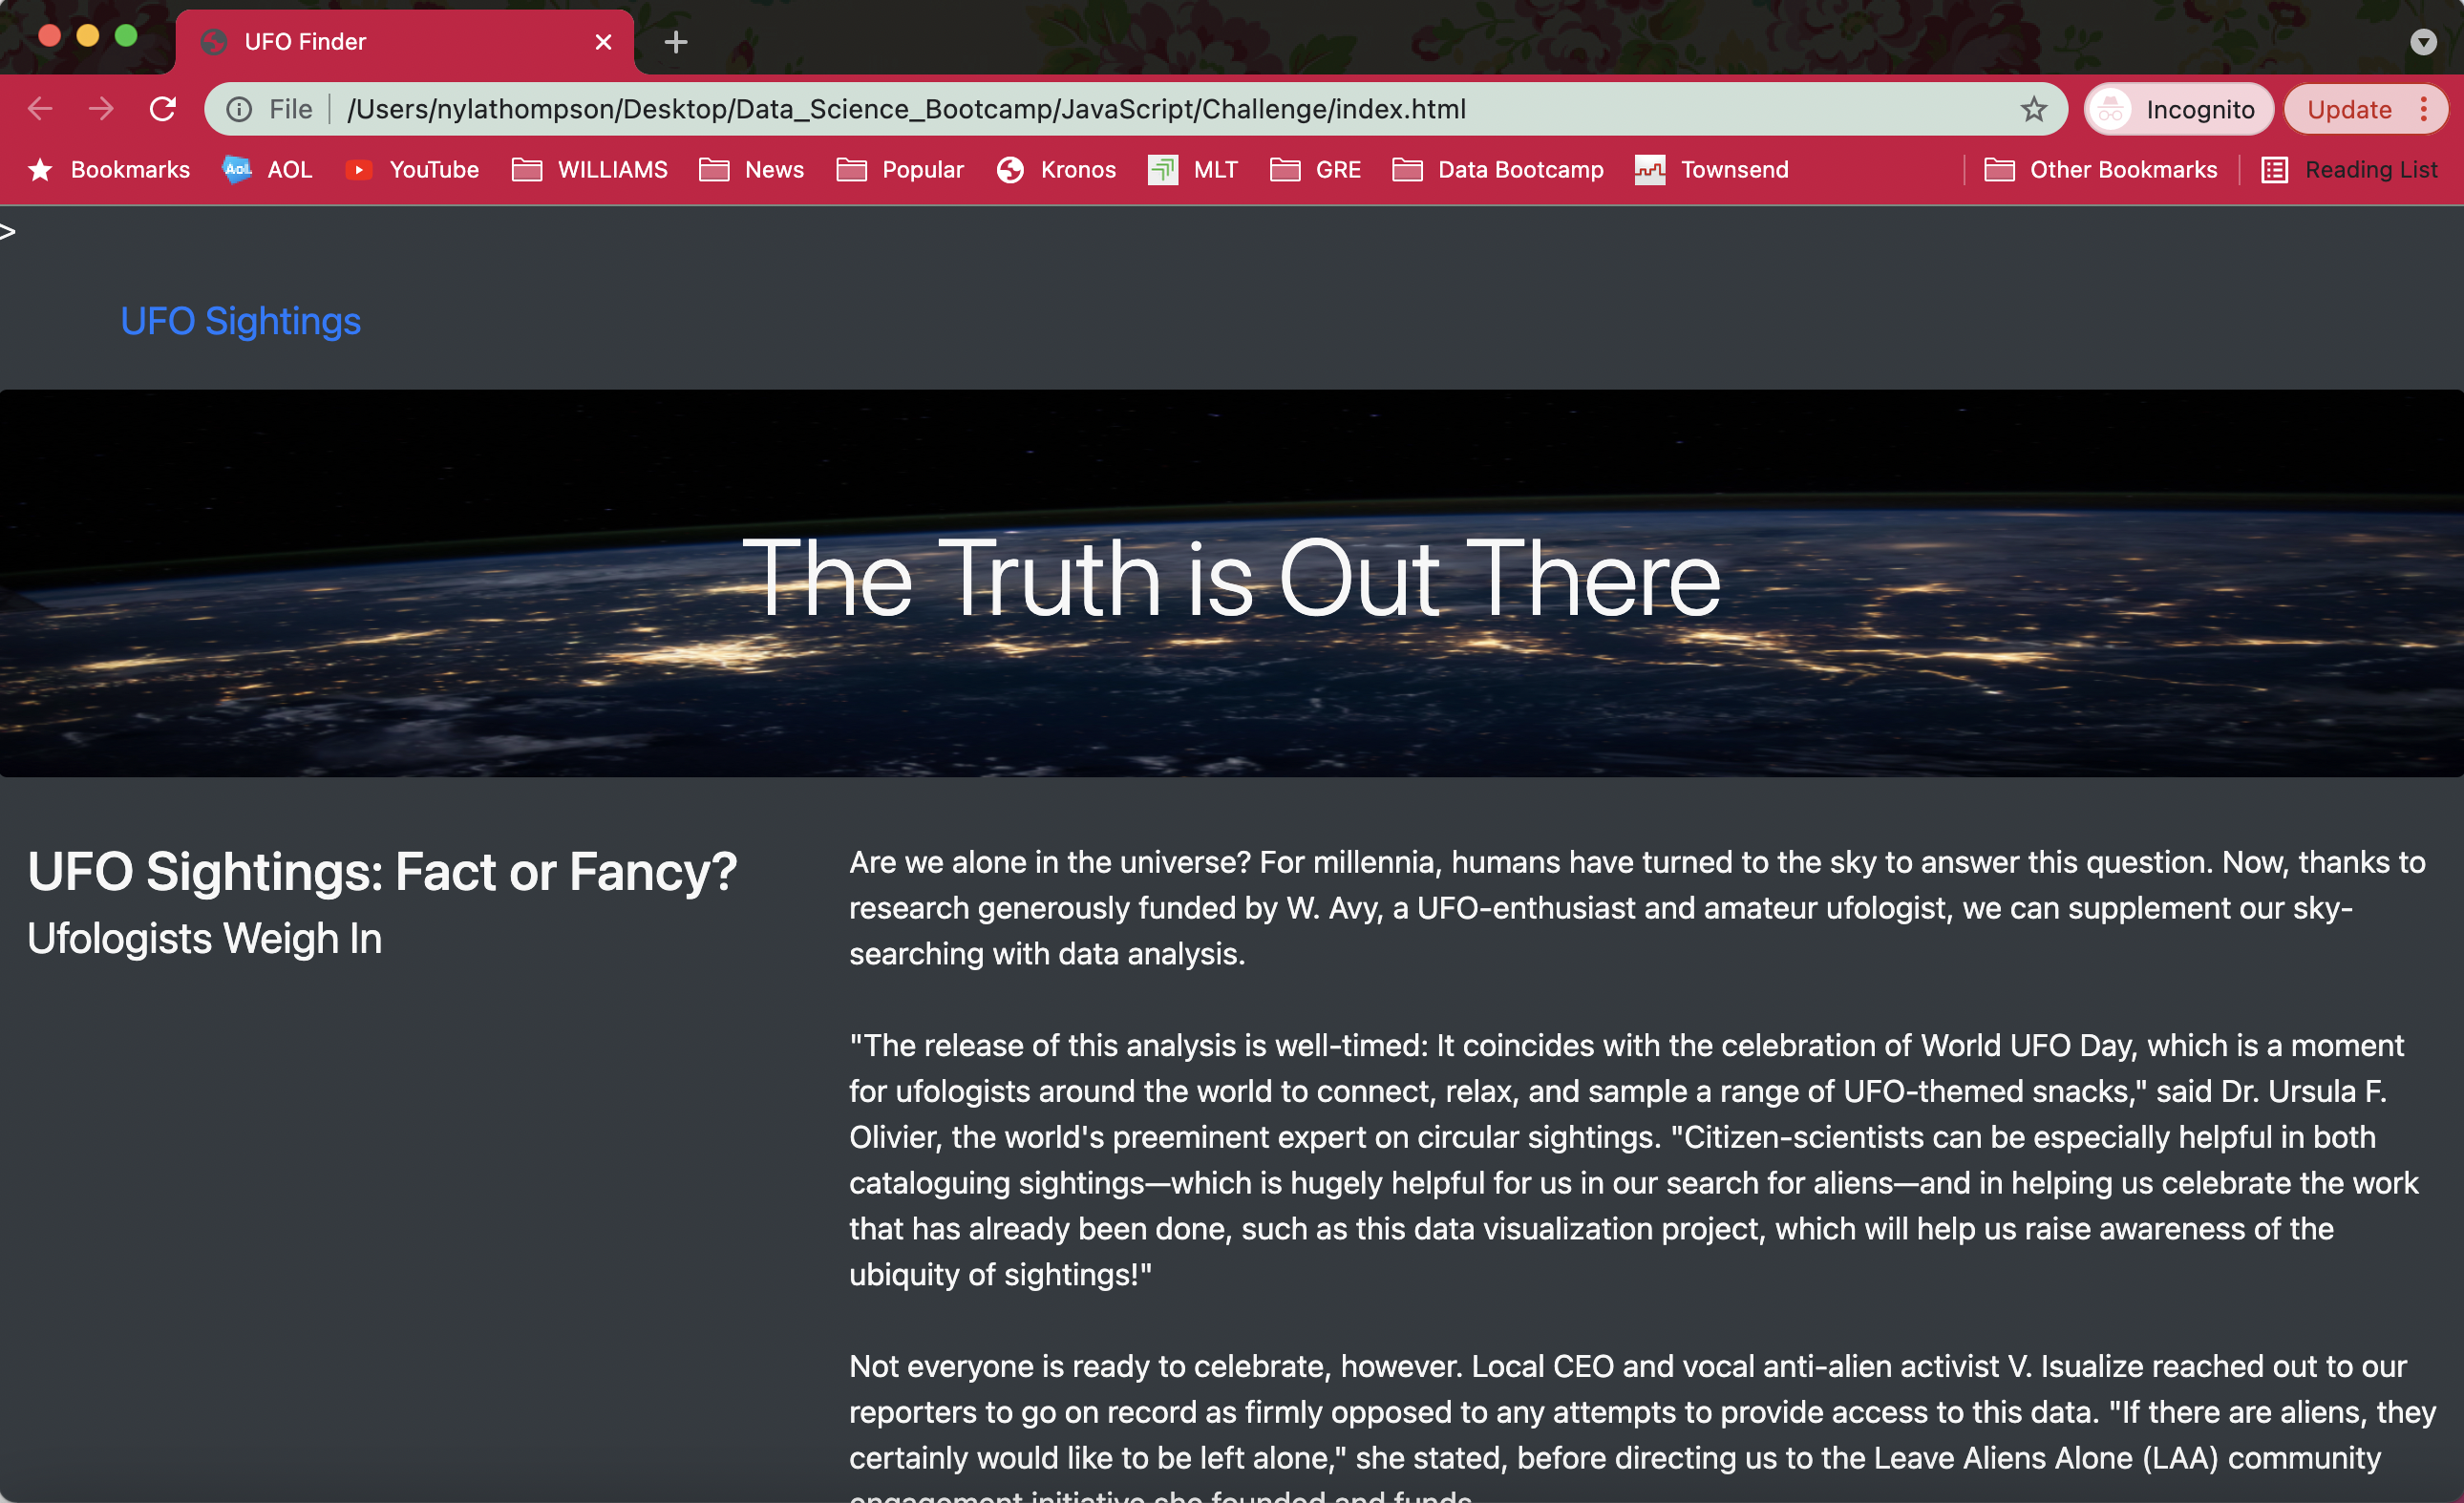 UFO Finder
File /Users/nylathompson/Desktop/Data_Science_Bootcamp/JavaScript/Challenge/index.html Incognito Update
Bookmarks AOL YouTube WILLIAMS News Popular Kronos MLT GRE Data Bootcamp Townsend Other Bookmarks Reading List
>
UFO Sightings
The Truth is Out There
UFO Sightings: Fact or Fancy?
Ufologists Weigh In
Are we alone in the universe? For millennia, humans have turned to the sky to answer this question. Now, thanks to
research generously funded by W. Avy, a UFO-enthusiast and amateur ufologist, we can supplement our sky-
searching with data analysis.
"The release of this analysis is well-timed: It coincides with the celebration of World UFO Day, which is a moment
for ufologists around the world to connect, relax, and sample a range of UFO-themed snacks," said Dr. Ursula F.
Olivier, the world's preeminent expert on circular sightings. "Citizen-scientists can be especially helpful in both
cataloguing sightings—which is hugely helpful for us in our search for aliens—and in helping us celebrate the work
that has already been done, such as this data visualization project, which will help us raise awareness of the
ubiquity of sightings!"
Not everyone is ready to celebrate, however. Local CEO and vocal anti-alien activist V. Isualize reached out to our
reporters to go on record as firmly opposed to any attempts to provide access to this data. "If there are aliens, they
certainly would like to be left alone," she stated, before directing us to the Leave Aliens Alone (LAA) community
engagement initiative she founded and funds.